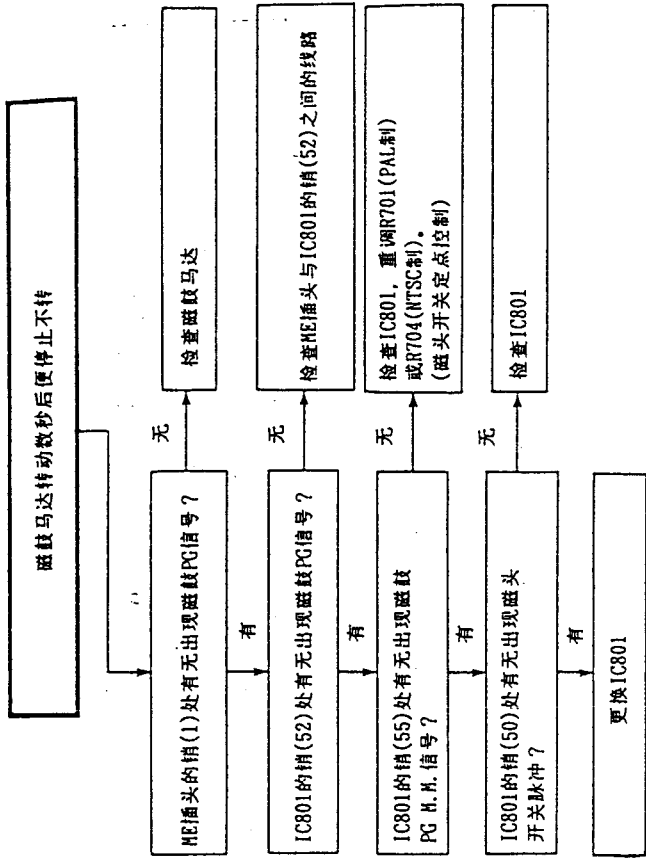 磁鼓马达转动数秒后便停止不转
ME插头的销(1)处有无出现磁鼓PG信号?
无
检查磁鼓马达
有
IC801的销(52)处有无出现磁鼓PG信号?
无
检查ME插头与IC801的销(52)之间的线路
有
IC801的销(55)处有无出现磁鼓
PG M.M.信号?
无
检查IC801, 重调R701(PAL制)
或R704(NTSC制)。
(磁头开关定点控制)
有
IC801的销(50)处有无出现磁头
开关脉冲?
无
检查IC801
有
更换IC801